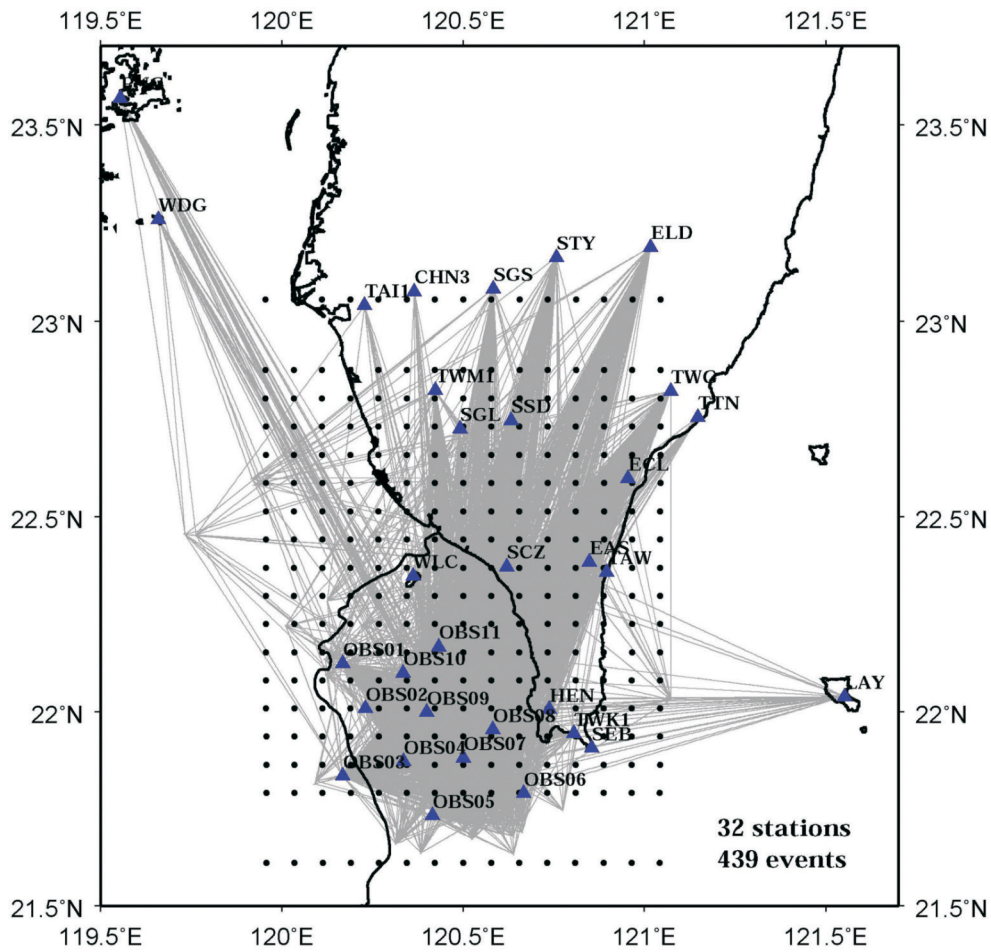 119.5°E 120°E 120.5°E 121°E 121.5°E
23.5°N 23.5°N
WDG
STY ELD
TAI1 CHN3 SGS
23°N 23°N
TWM1 TWG
SGL SSD TTN
ECL
22.5°N 22.5°N
WLC SCZ TAW
OBS11
OBS01 OBS10
OBS02 OBS09 HEN LAY
22°N 22°N
OBS08 TWK1
SEB
OBS03 OBS04 OBS07
OBS06
OBS05
32 stations
439 events
21.5°N 21.5°N
119.5°E 120°E 120.5°E 121°E 121.5°E